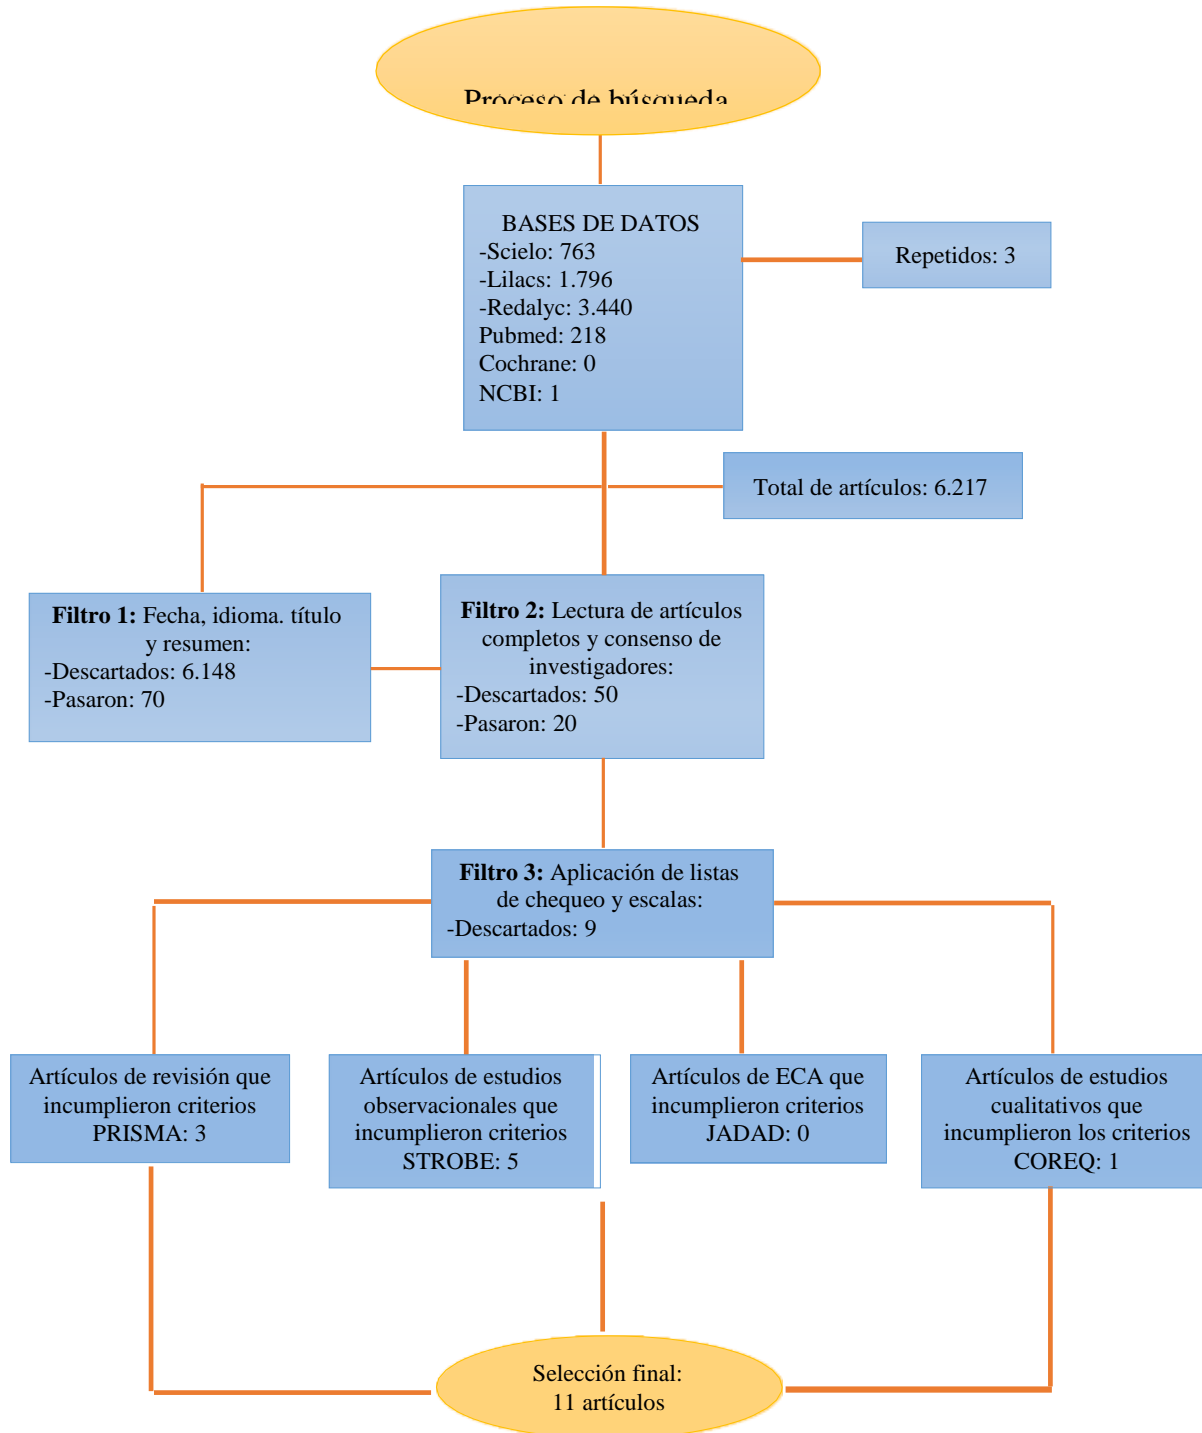 Proceso de búsqueda
BASES DE DATOS
-Scielo: 763
-Lilacs: 1.796
-Redalyc: 3.440
Pubmed: 218
Cochrane: 0
NCBI: 1
Repetidos: 3
Total de artículos: 6.217
Filtro 1: Fecha, idioma. título
y resumen:
-Descartados: 6.148
-Pasaron: 70
Filtro 2: Lectura de artículos
completos y consenso de
investigadores:
-Descartados: 50
-Pasaron: 20
Filtro 3: Aplicación de listas
de chequeo y escalas:
-Descartados: 9
Artículos de revisión que
incumplieron criterios
PRISMA: 3
Artículos de estudios
observacionales que
incumplieron criterios
STROBE: 5
Artículos de ECA que
incumplieron criterios
JADAD: 0
Artículos de estudios
cualitativos que
incumplieron los criterios
COREQ: 1
Selección final:
11 artículos